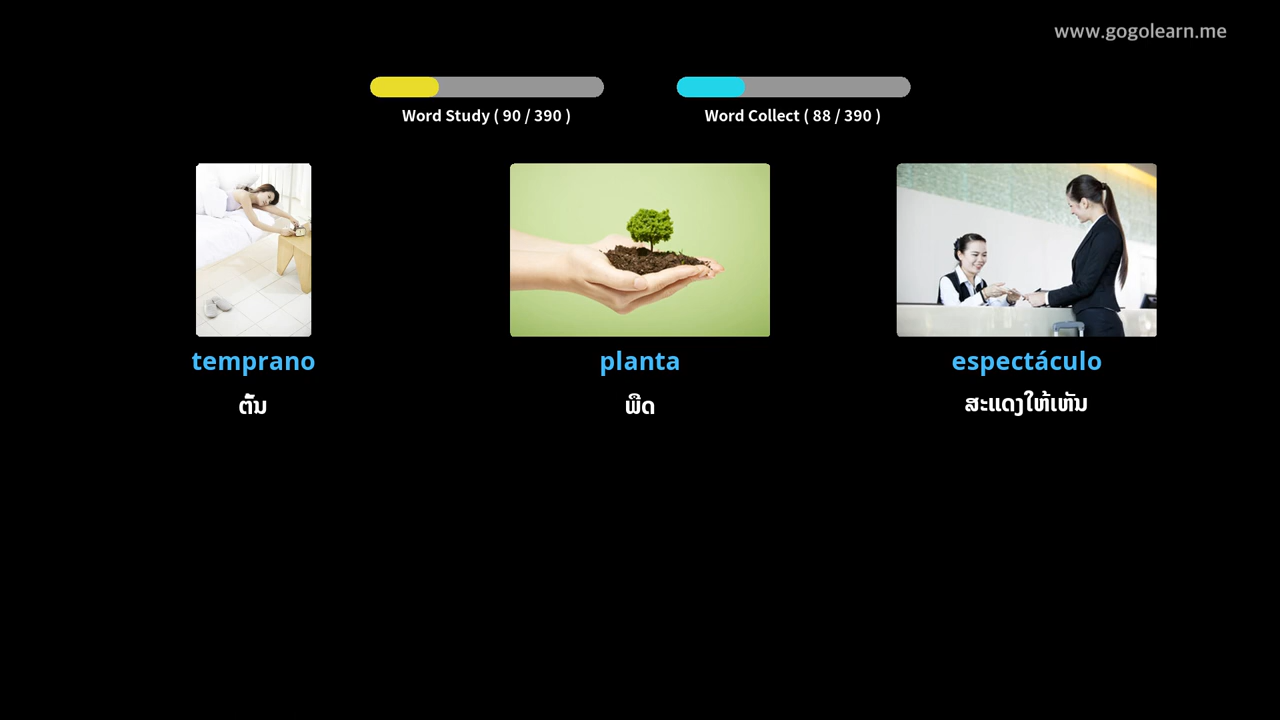 www.gogolearn.me
Word Study ( 90 / 390 )
Word Collect ( 88 / 390 )
temprano
planta
espectáculo
ຕົ້ນ
ພືດ
ສະແດງໃຫ້ເຫັນ